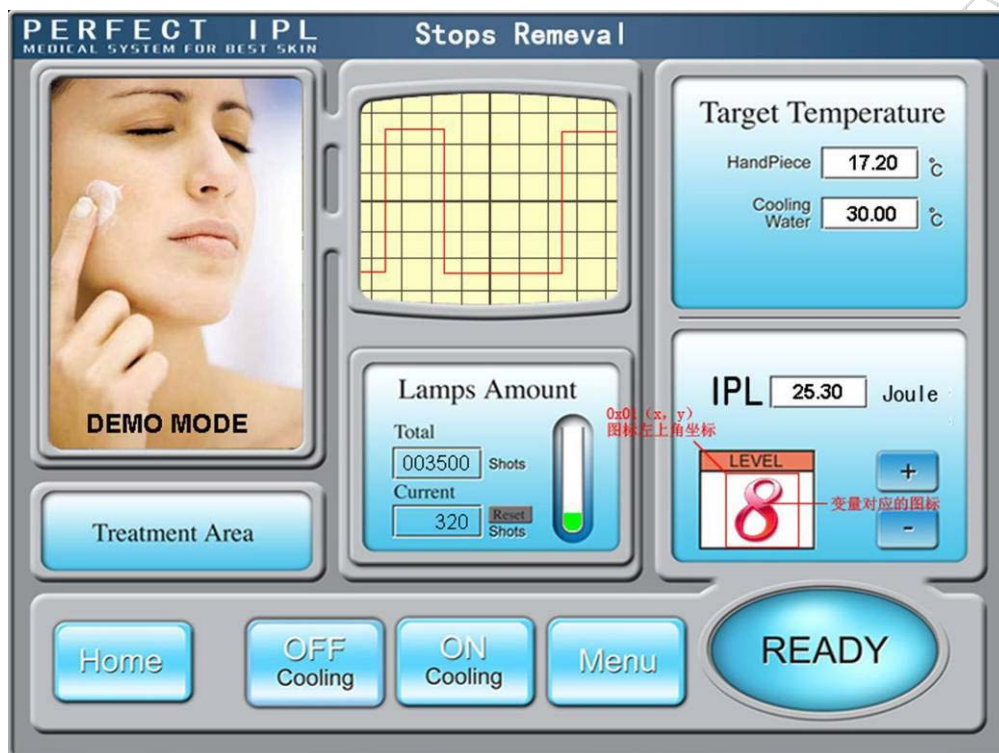 PERFECT IPL
MEDICAL SYSTEM FOR BEST SKIN
Stops Remeval
DEMO MODE
Treatment Area
Lamps Amount
Total
003500 Shots
Current
320 Reset
Shots
Target Temperature
HandPiece 17.20 °C
Cooling
Water 30.00 °C
IPL 25.30 Joule
0x01 (x, y)
图标左上角坐标
LEVEL
+
8
变量对应的图标
-
Home
OFF
Cooling
ON
Cooling
Menu
READY